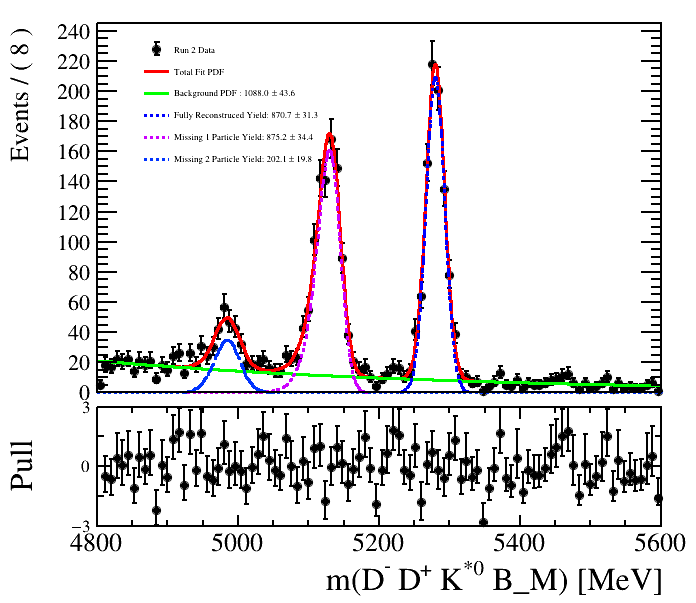 Events / ( 8 )
240
220
200
180
160
140
120
100
80
60
40
20
0
Run 2 Data
Total Fit PDF
Background PDF : 1088.0 ± 43.6
Fully Reconstruced Yield: 870.7 ± 31.3
Missing 1 Particle Yield: 875.2 ± 34.4
Missing 2 Particle Yield: 202.1 ± 19.8
Pull
3
0
−3
4800 5000 5200 5400 5600
m(D⁻ D⁺ K*⁰ B_M) [MeV]